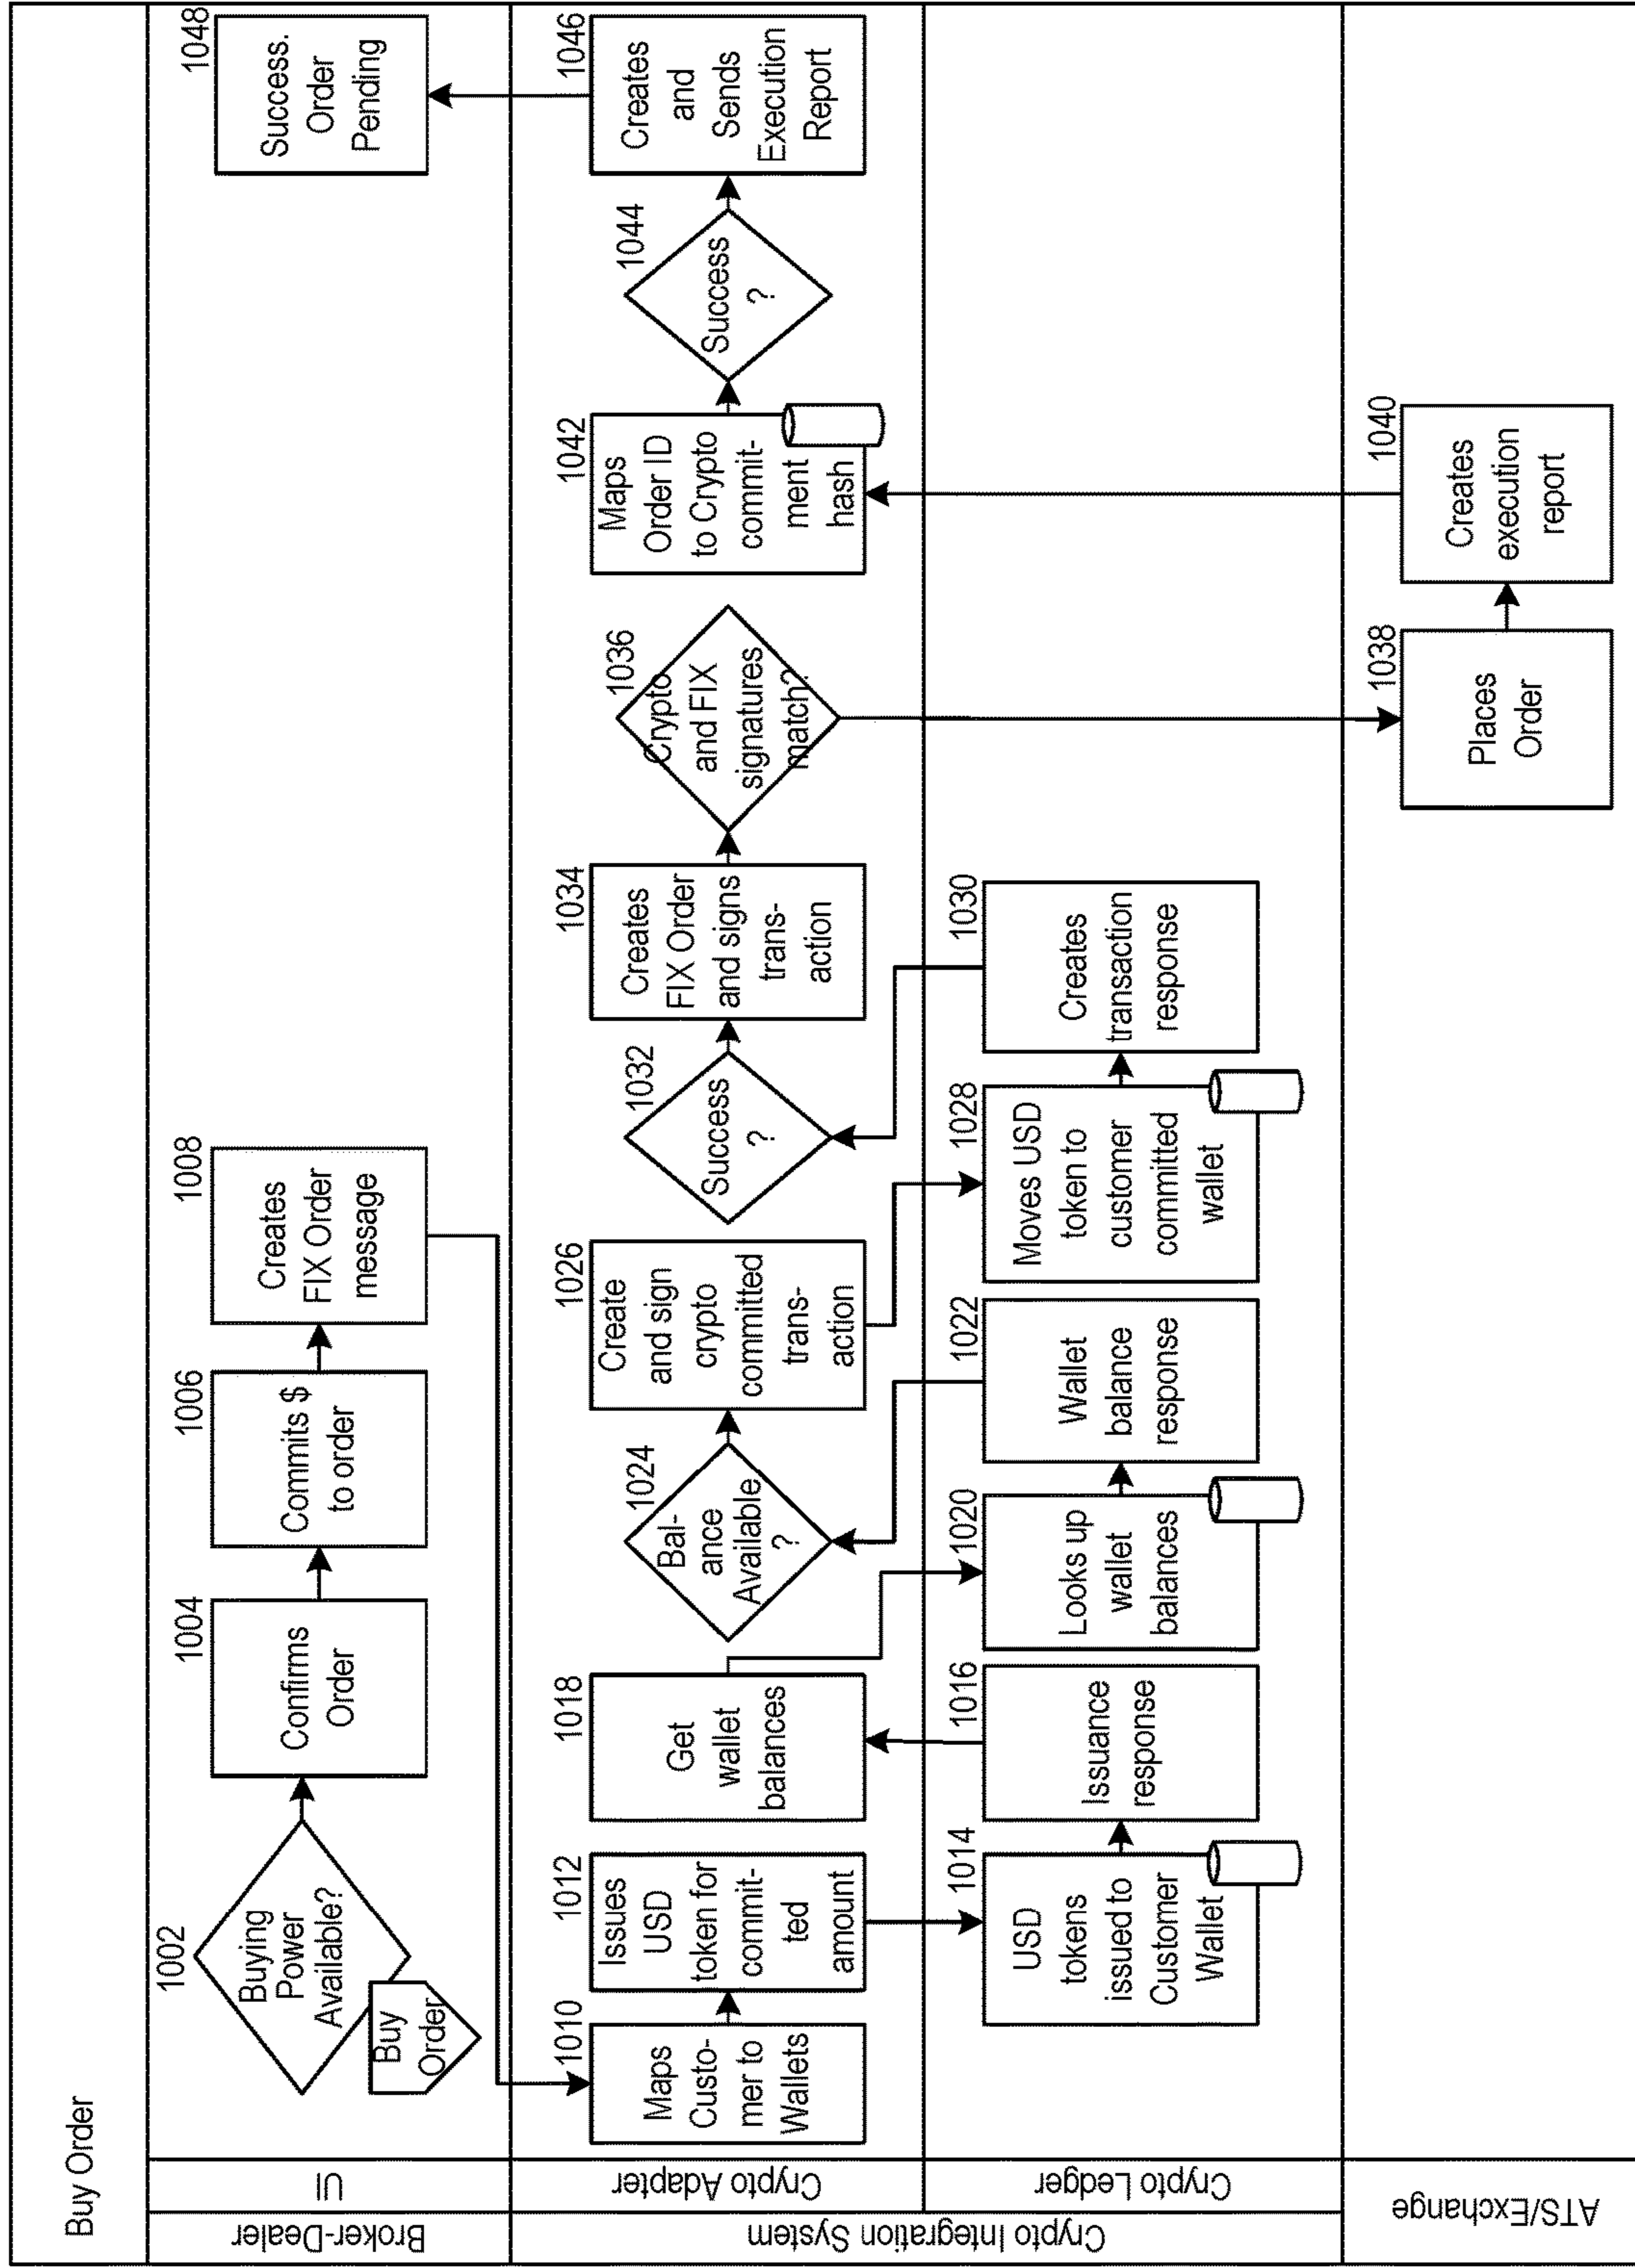 Buy Order
Broker-Dealer
UI
1002
Buying
Power
Available?
Buy
Order
1004
Confirms
Order
1006
Commits $
to order
1008
Creates
FIX Order
message
1048
Success.
Order
Pending
Crypto Integration System
Crypto Adapter
1010
Maps
Custo-
mer to
Wallets
1012
Issues
USD
token for
commit-
ted
amount
1018
Get
wallet
balances
1024
Bal-
ance
Available
?
1026
Create
and sign
crypto
committed
trans-
action
1032
Success
?
1034
Creates
FIX Order
and signs
trans-
action
1036
Crypto
and FIX
signatures
match?
1042
Maps
Order ID
to Crypto
commit-
ment
hash
1044
Success
?
1046
Creates
and
Sends
Execution
Report
Crypto Ledger
1014
USD
tokens
issued to
Customer
Wallet
1016
Issuance
response
1020
Looks up
wallet
balances
1022
Wallet
balance
response
1028
Moves USD
token to
customer
committed
wallet
1030
Creates
transaction
response
ATS/Exchange
1038
Places
Order
1040
Creates
execution
report